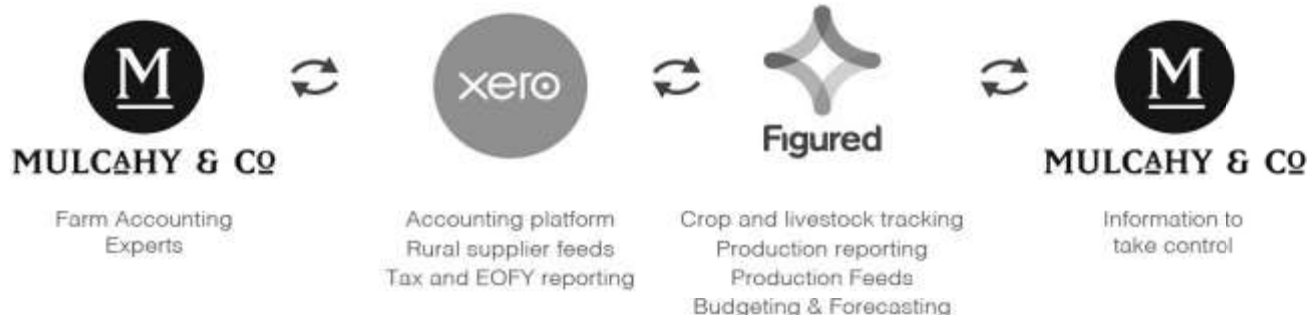 M
MULCAHY & CO
Farm Accounting
Experts
xero
Accounting platform
Rural supplier feeds
Tax and EOFY reporting
Figured
Crop and livestock tracking
Production reporting
Production Feeds
Budgeting & Forecasting
M
MULCAHY & CO
Information to
take control